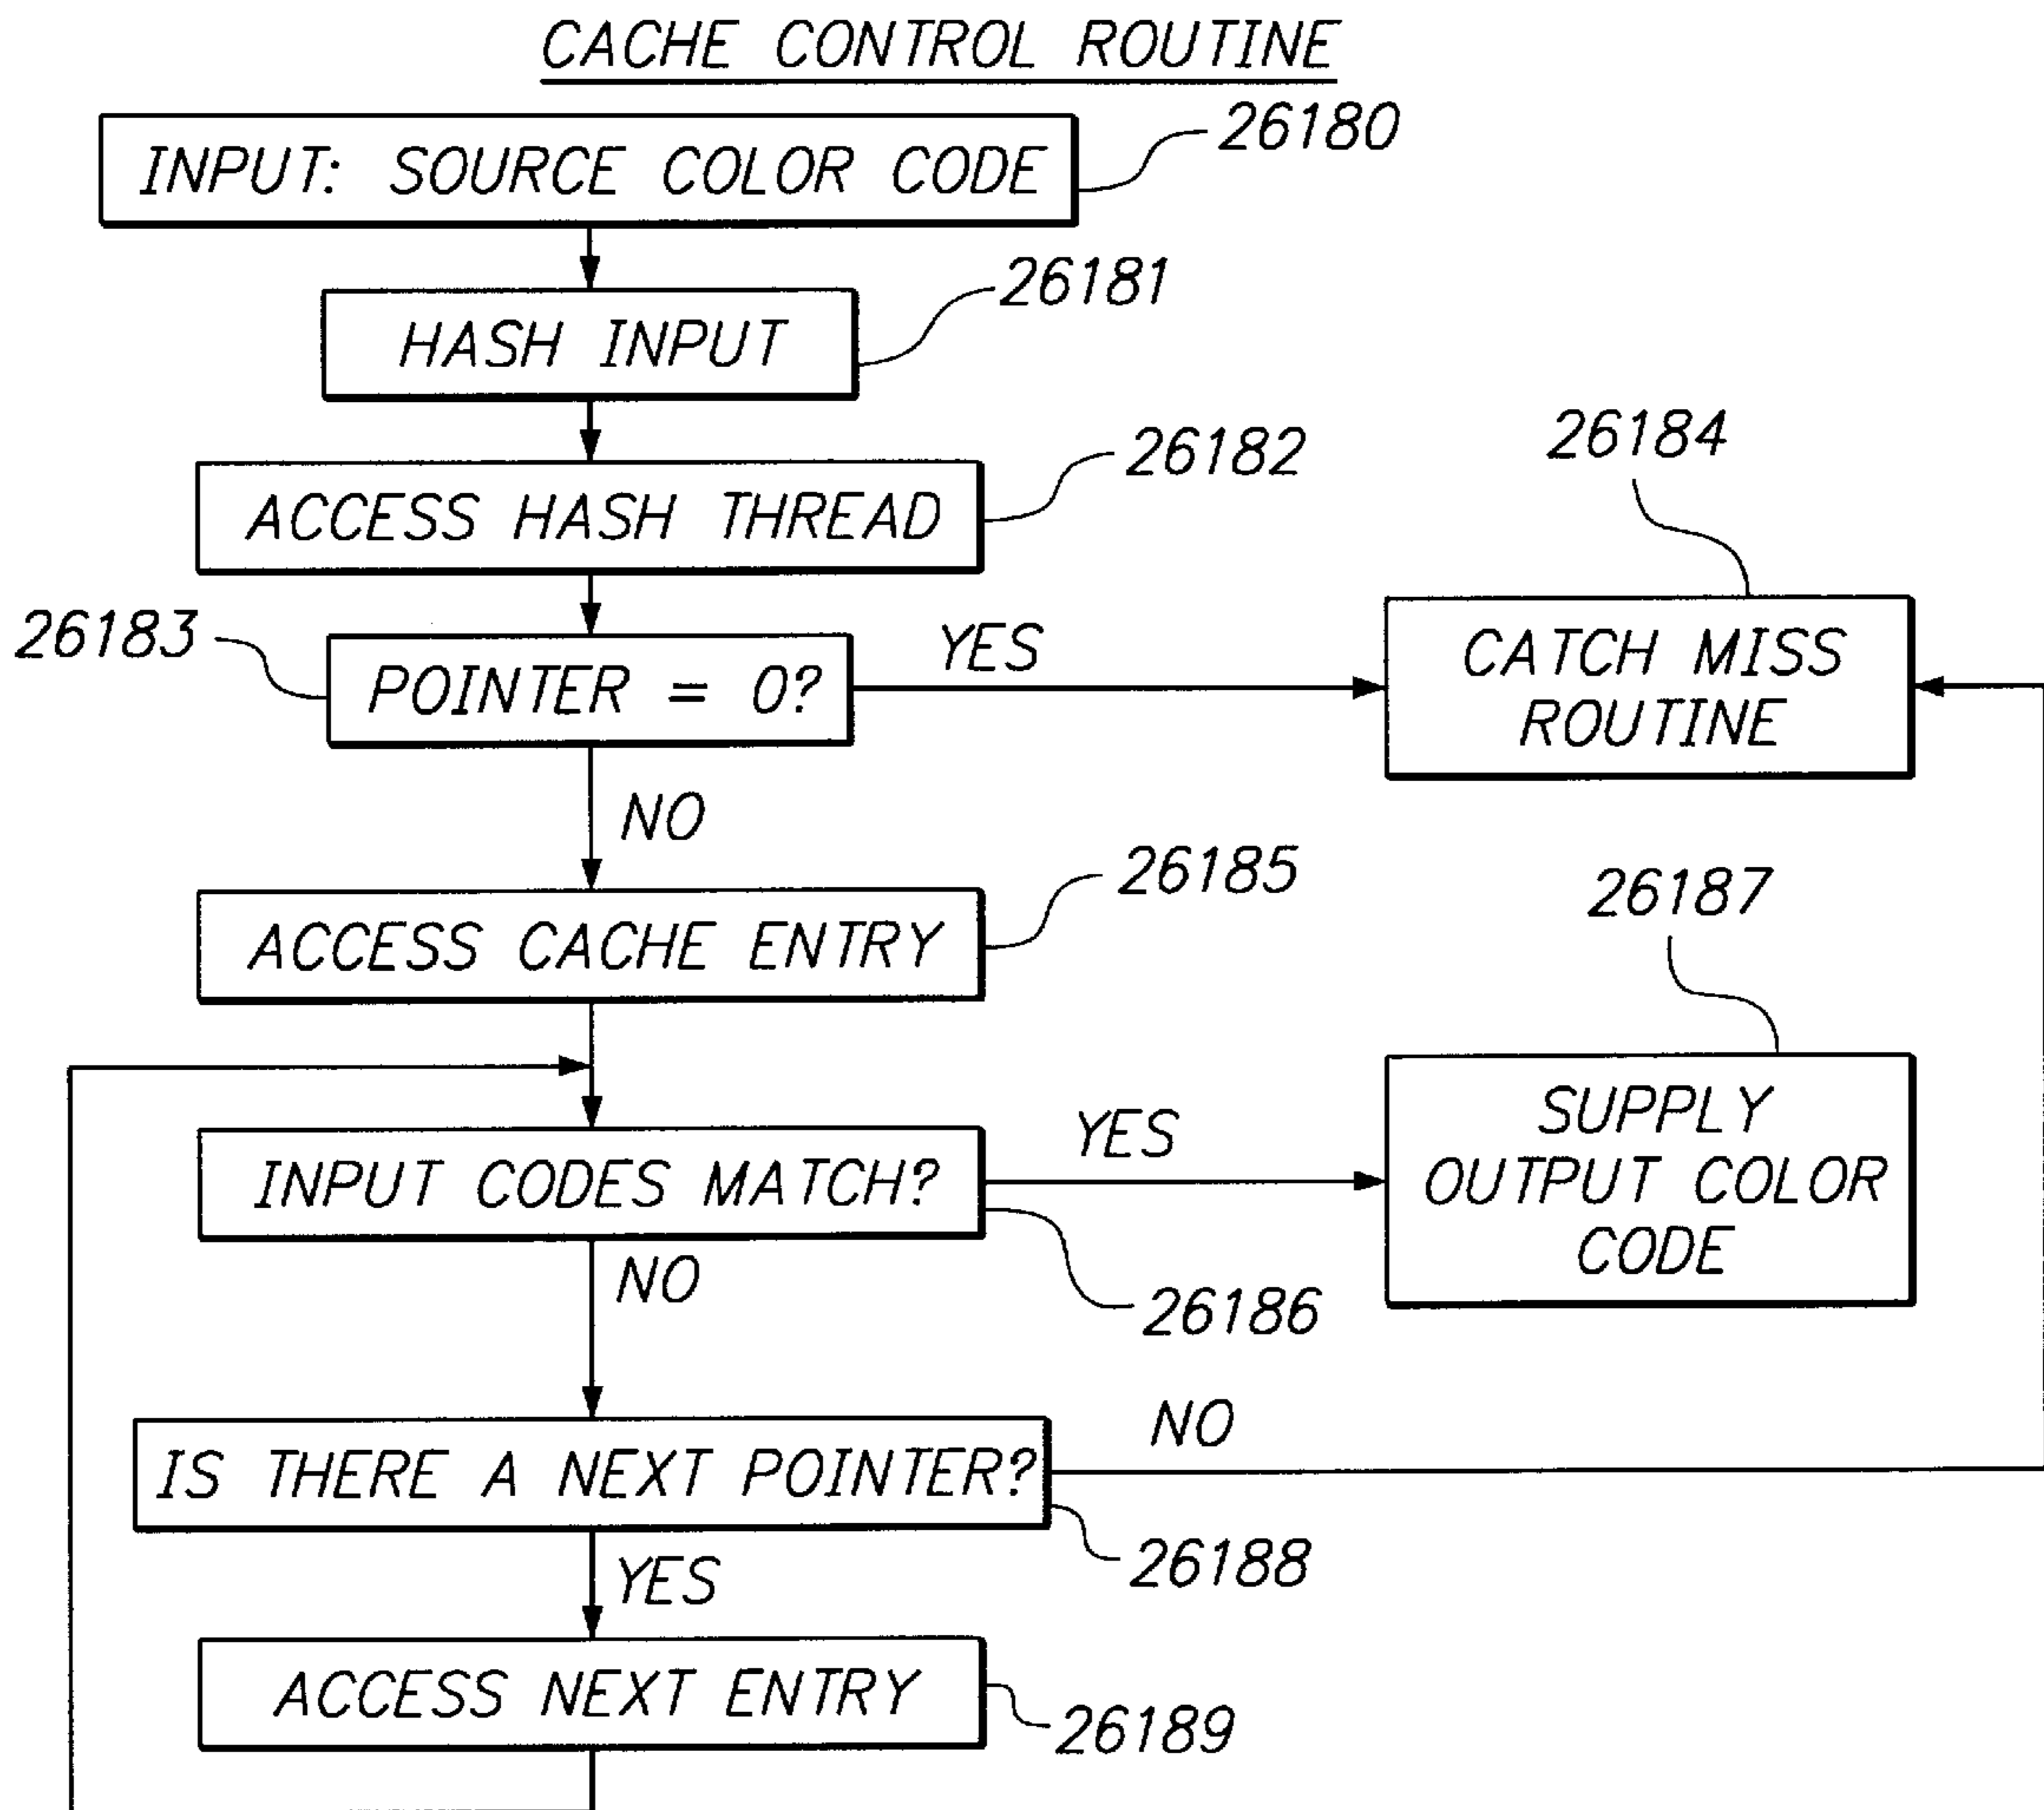 CACHE CONTROL ROUTINE
INPUT: SOURCE COLOR CODE
26180
HASH INPUT
26181
ACCESS HASH THREAD
26182
26183
POINTER = 0?
YES
26184
CATCH MISS
ROUTINE
NO
ACCESS CACHE ENTRY
26185
INPUT CODES MATCH?
YES
26186
26187
SUPPLY
OUTPUT COLOR
CODE
NO
IS THERE A NEXT POINTER?
NO
26188
YES
ACCESS NEXT ENTRY
26189